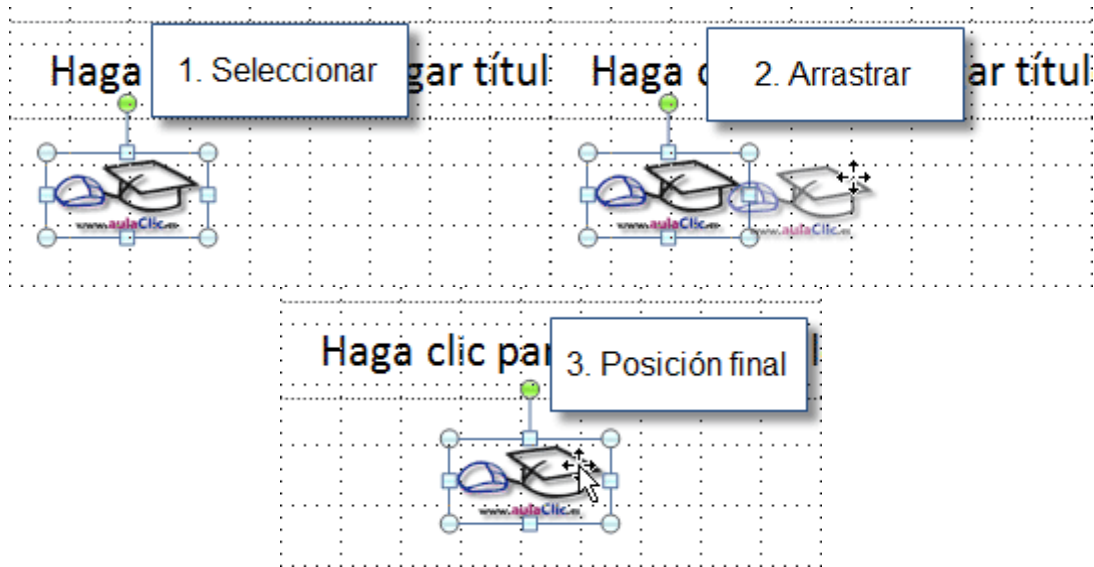 Haga
1. Seleccionar
gar títul
www.aulaClic.es
Haga
2. Arrastrar
ar títul
www.aulaClic.es
www.aulaClic.es
Haga clic par
3. Posición final
www.aulaClic.es